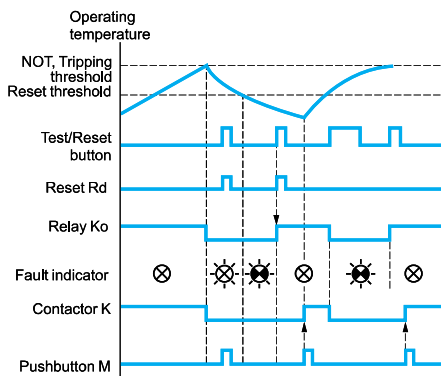 Operating
temperature
NOT, Tripping
threshold
Reset threshold
Test/Reset
button
Reset Rd
Relay Ko
Fault indicator
Contactor K
Pushbutton M